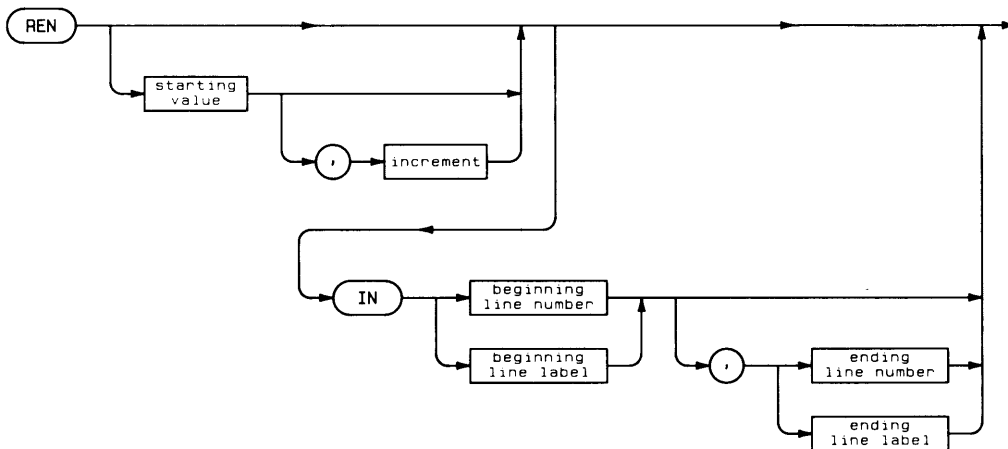 REN
starting
value
,
increment
IN
beginning
line number
beginning
line label
,
ending
line number
ending
line label